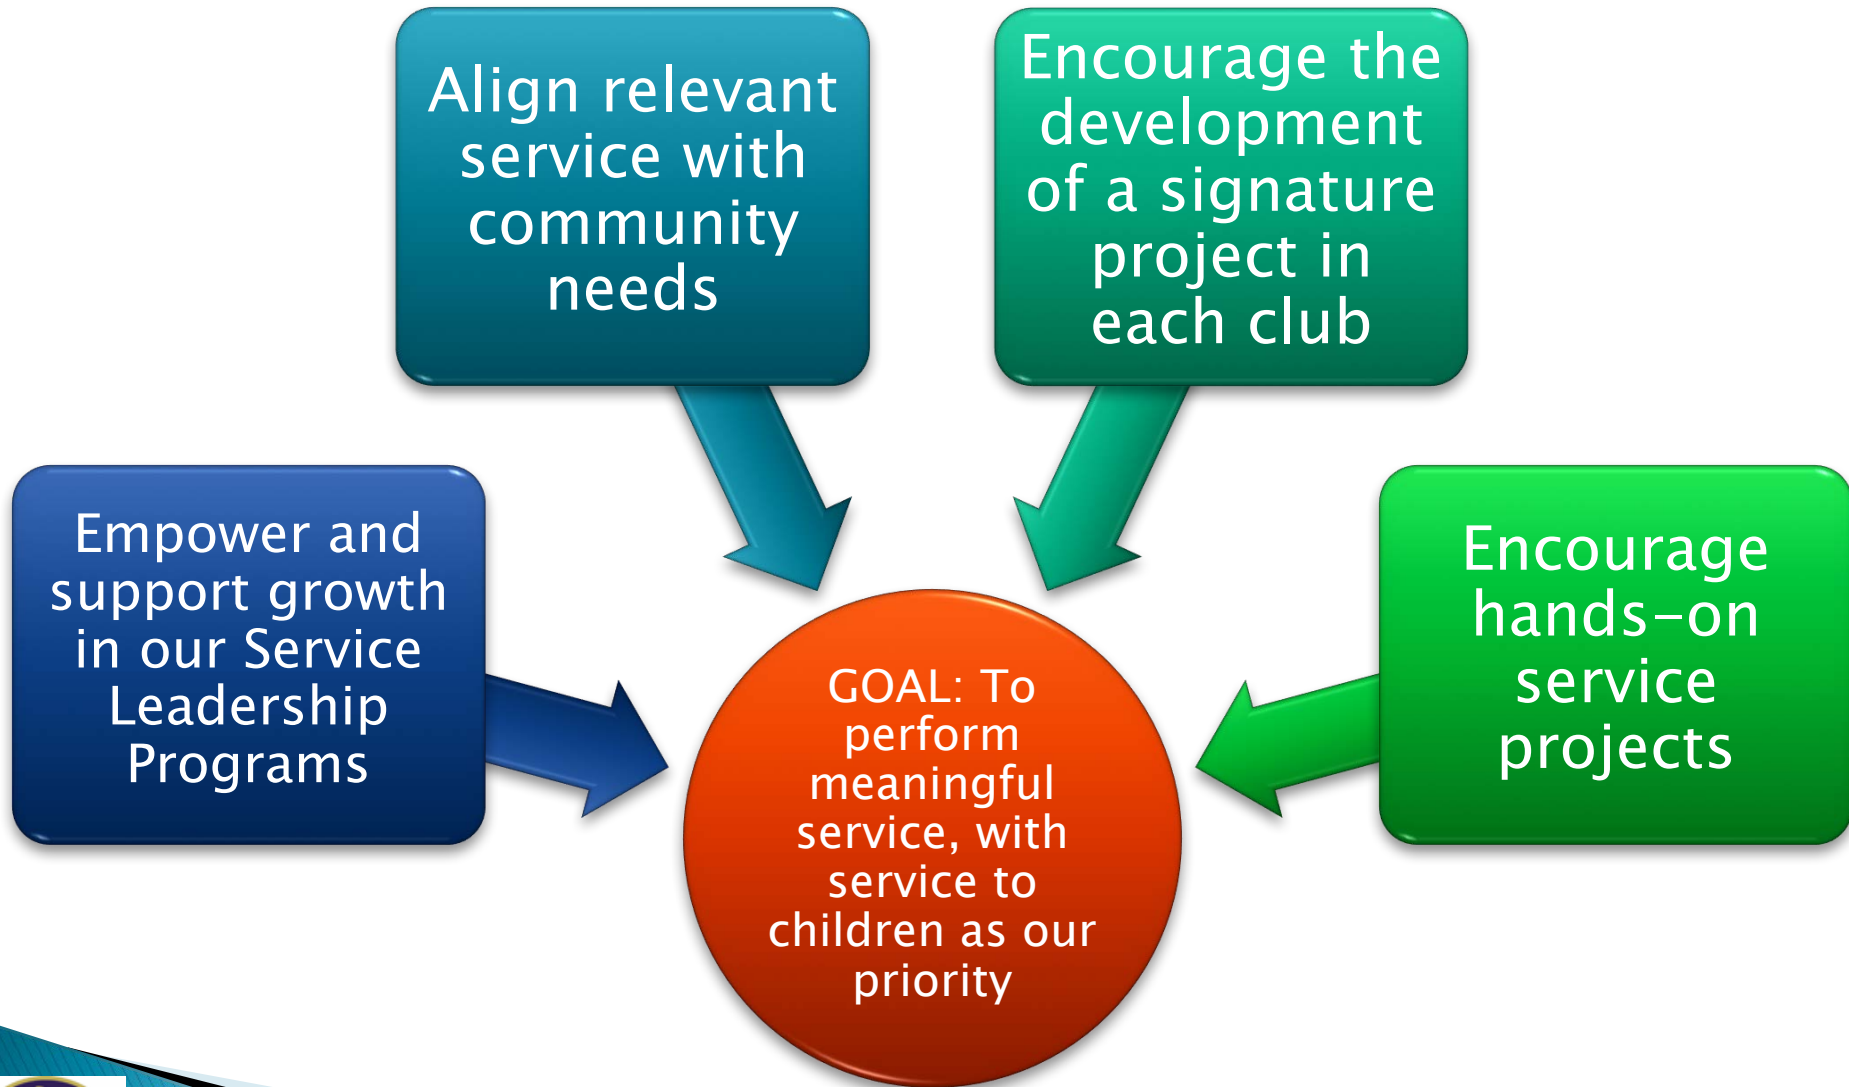 Align relevant
service with
community
needs
Encourage the
development
of a signature
project in
each club
Empower and
support growth
in our Service
Leadership
Programs
Encourage
hands-on
service
projects
GOAL: To
perform
meaningful
service, with
service to
children as our
priority